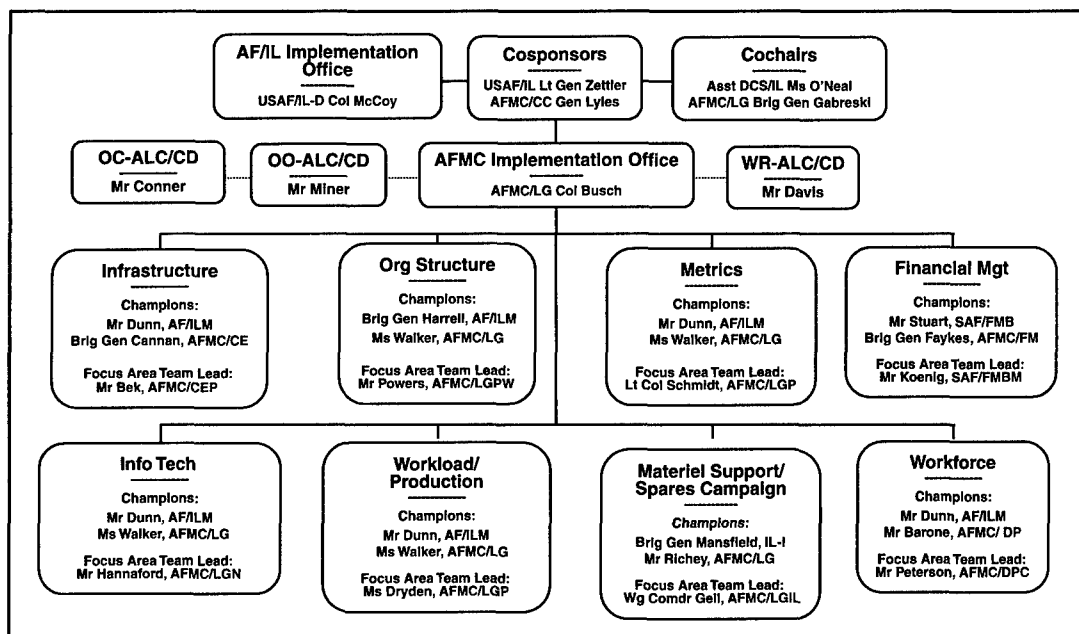 AF/IL Implementation
Office
USAF/IL-D Col McCoy
Cosponsors
USAF/IL Lt Gen Zettler
AFMC/CC Gen Lyles
Cochairs
Asst DCS/IL Ms O'Neal
AFMC/LG Brig Gen Gabreski
OC-ALC/CD
Mr Conner
OO-ALC/CD
Mr Miner
AFMC Implementation Office
AFMC/LG Col Busch
WR-ALC/CD
Mr Davis
Infrastructure
Champions:
Mr Dunn, AF/ILM
Brig Gen Cannan, AFMC/CE
Focus Area Team Lead:
Mr Bek, AFMC/CEP
Org Structure
Champions:
Brig Gen Harrell, AF/ILM
Ms Walker, AFMC/LG
Focus Area Team Lead:
Mr Powers, AFMC/LGPW
Metrics
Champions:
Mr Dunn, AF/ILM
Ms Walker, AFMC/LG
Focus Area Team Lead:
Lt Col Schmidt, AFMC/LGP
Financial Mgt
Champions:
Mr Stuart, SAF/FMB
Brig Gen Faykes, AFMC/FM
Focus Area Team Lead:
Mr Koenig, SAF/FMBM
Info Tech
Champions:
Mr Dunn, AF/ILM
Ms Walker, AFMC/LG
Focus Area Team Lead:
Mr Hannaford, AFMC/LGN
Workload/
Production
Champions:
Mr Dunn, AF/ILM
Ms Walker, AFMC/LG
Focus Area Team Lead:
Ms Dryden, AFMC/LGP
Materiel Support/
Spares Campaign
Champions:
Brig Gen Mansfield, IL-I
Mr Richey, AFMC/LG
Focus Area Team Lead:
Wg Comdr Gell, AFMC/LGIL
Workforce
Champions:
Mr Dunn, AF/ILM
Mr Barone, AFMC/ DP
Focus Area Team Lead:
Mr Peterson, AFMC/DPC